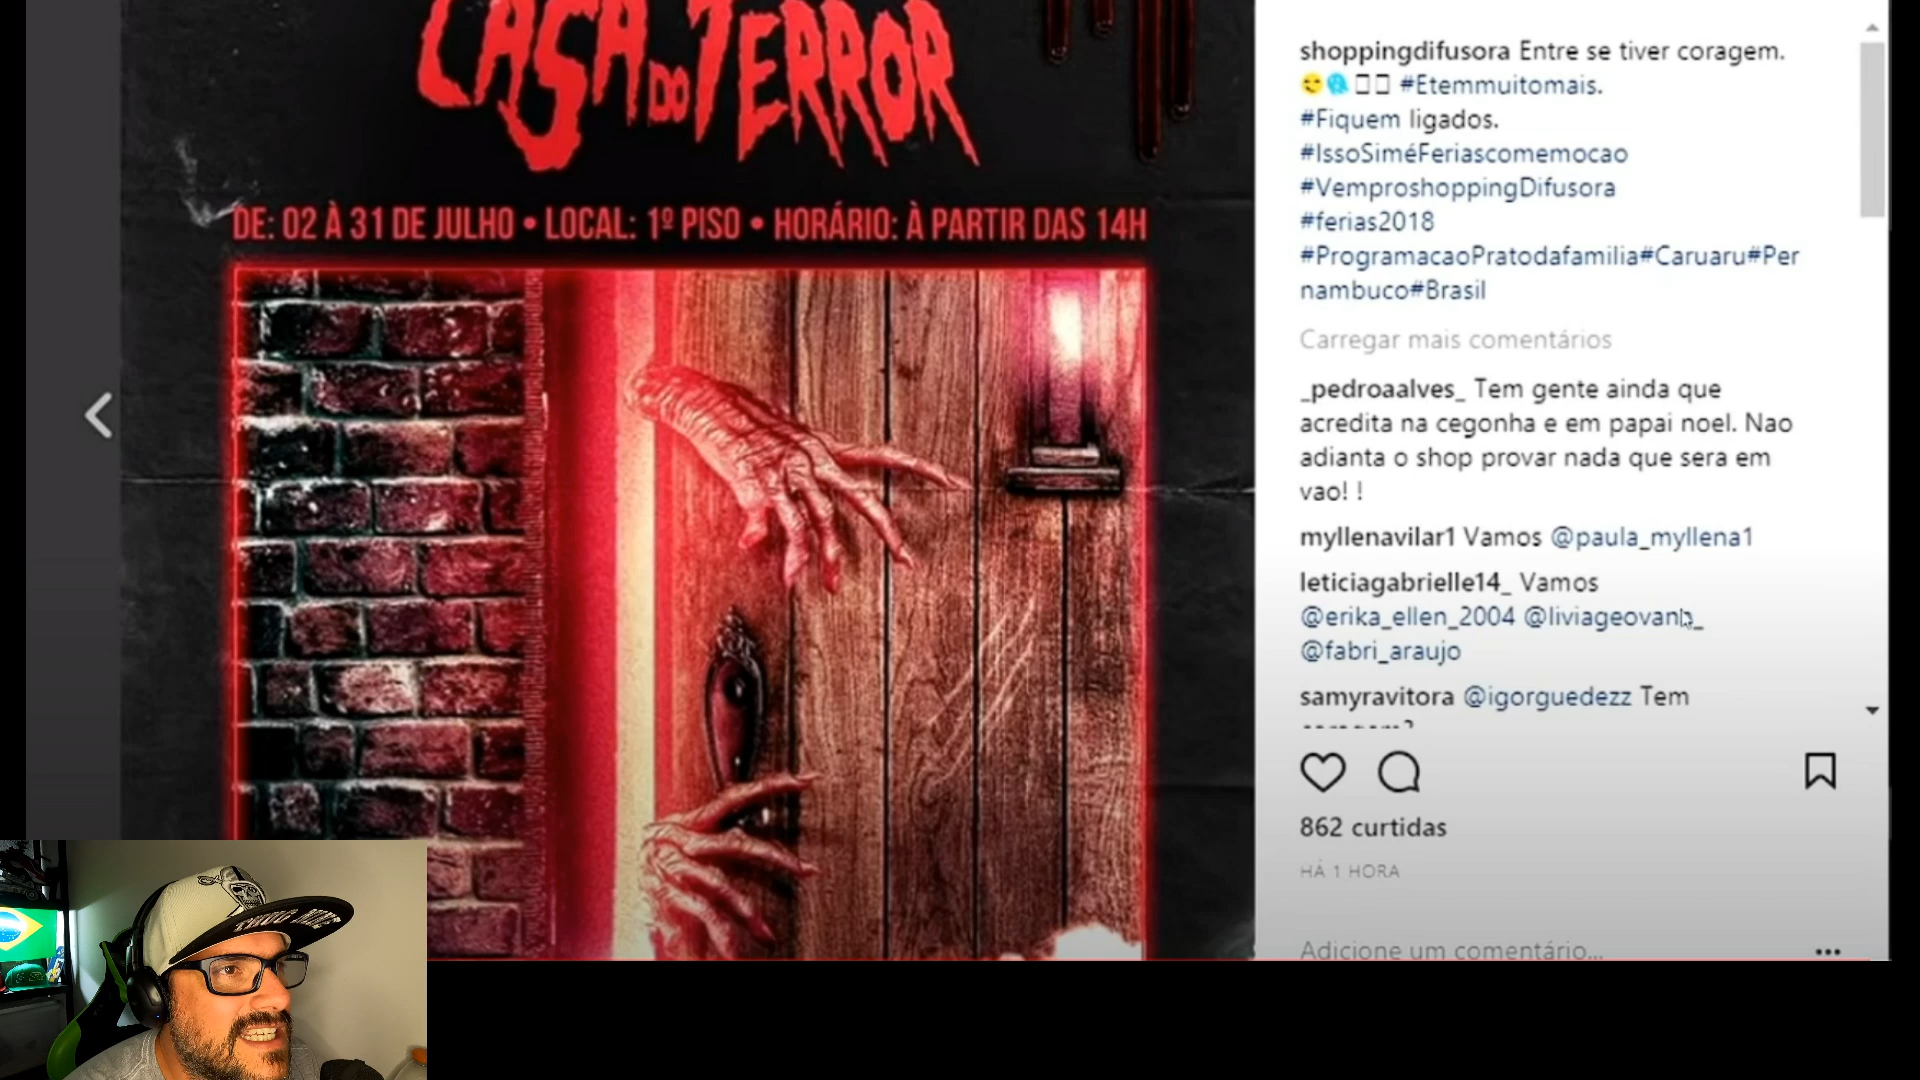 CASA DO TERROR
DE: 02 À 31 DE JULHO • LOCAL: 1º PISO • HORÁRIO: À PARTIR DAS 14H
shoppingdifusora Entre se tiver coragem.
#Etemmuitomais.
#Fiquem ligados.
#IssoSiméFeriascomemocao
#VemproshoppingDifusora
#ferias2018
#ProgramacaoPratodafamilia#Caruaru#Per
nambuco#Brasil
Carregar mais comentários
_pedroaalves_ Tem gente ainda que
acredita na cegonha e em papai noel. Nao
adianta o shop provar nada que sera em
vao! !
myllenavilar1 Vamos @paula_myllena1
leticiagabrielle14_ Vamos
@erika_ellen_2004 @liviageovana_
@fabri_araujo
samyravitora @igorguedezz Tem
862 curtidas
HÁ 1 HORA
Adicione um comentário...